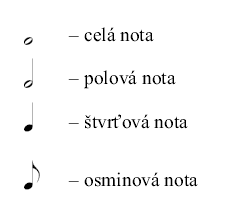 – celá nota
– polová nota
– štvrťová nota
– osminová nota